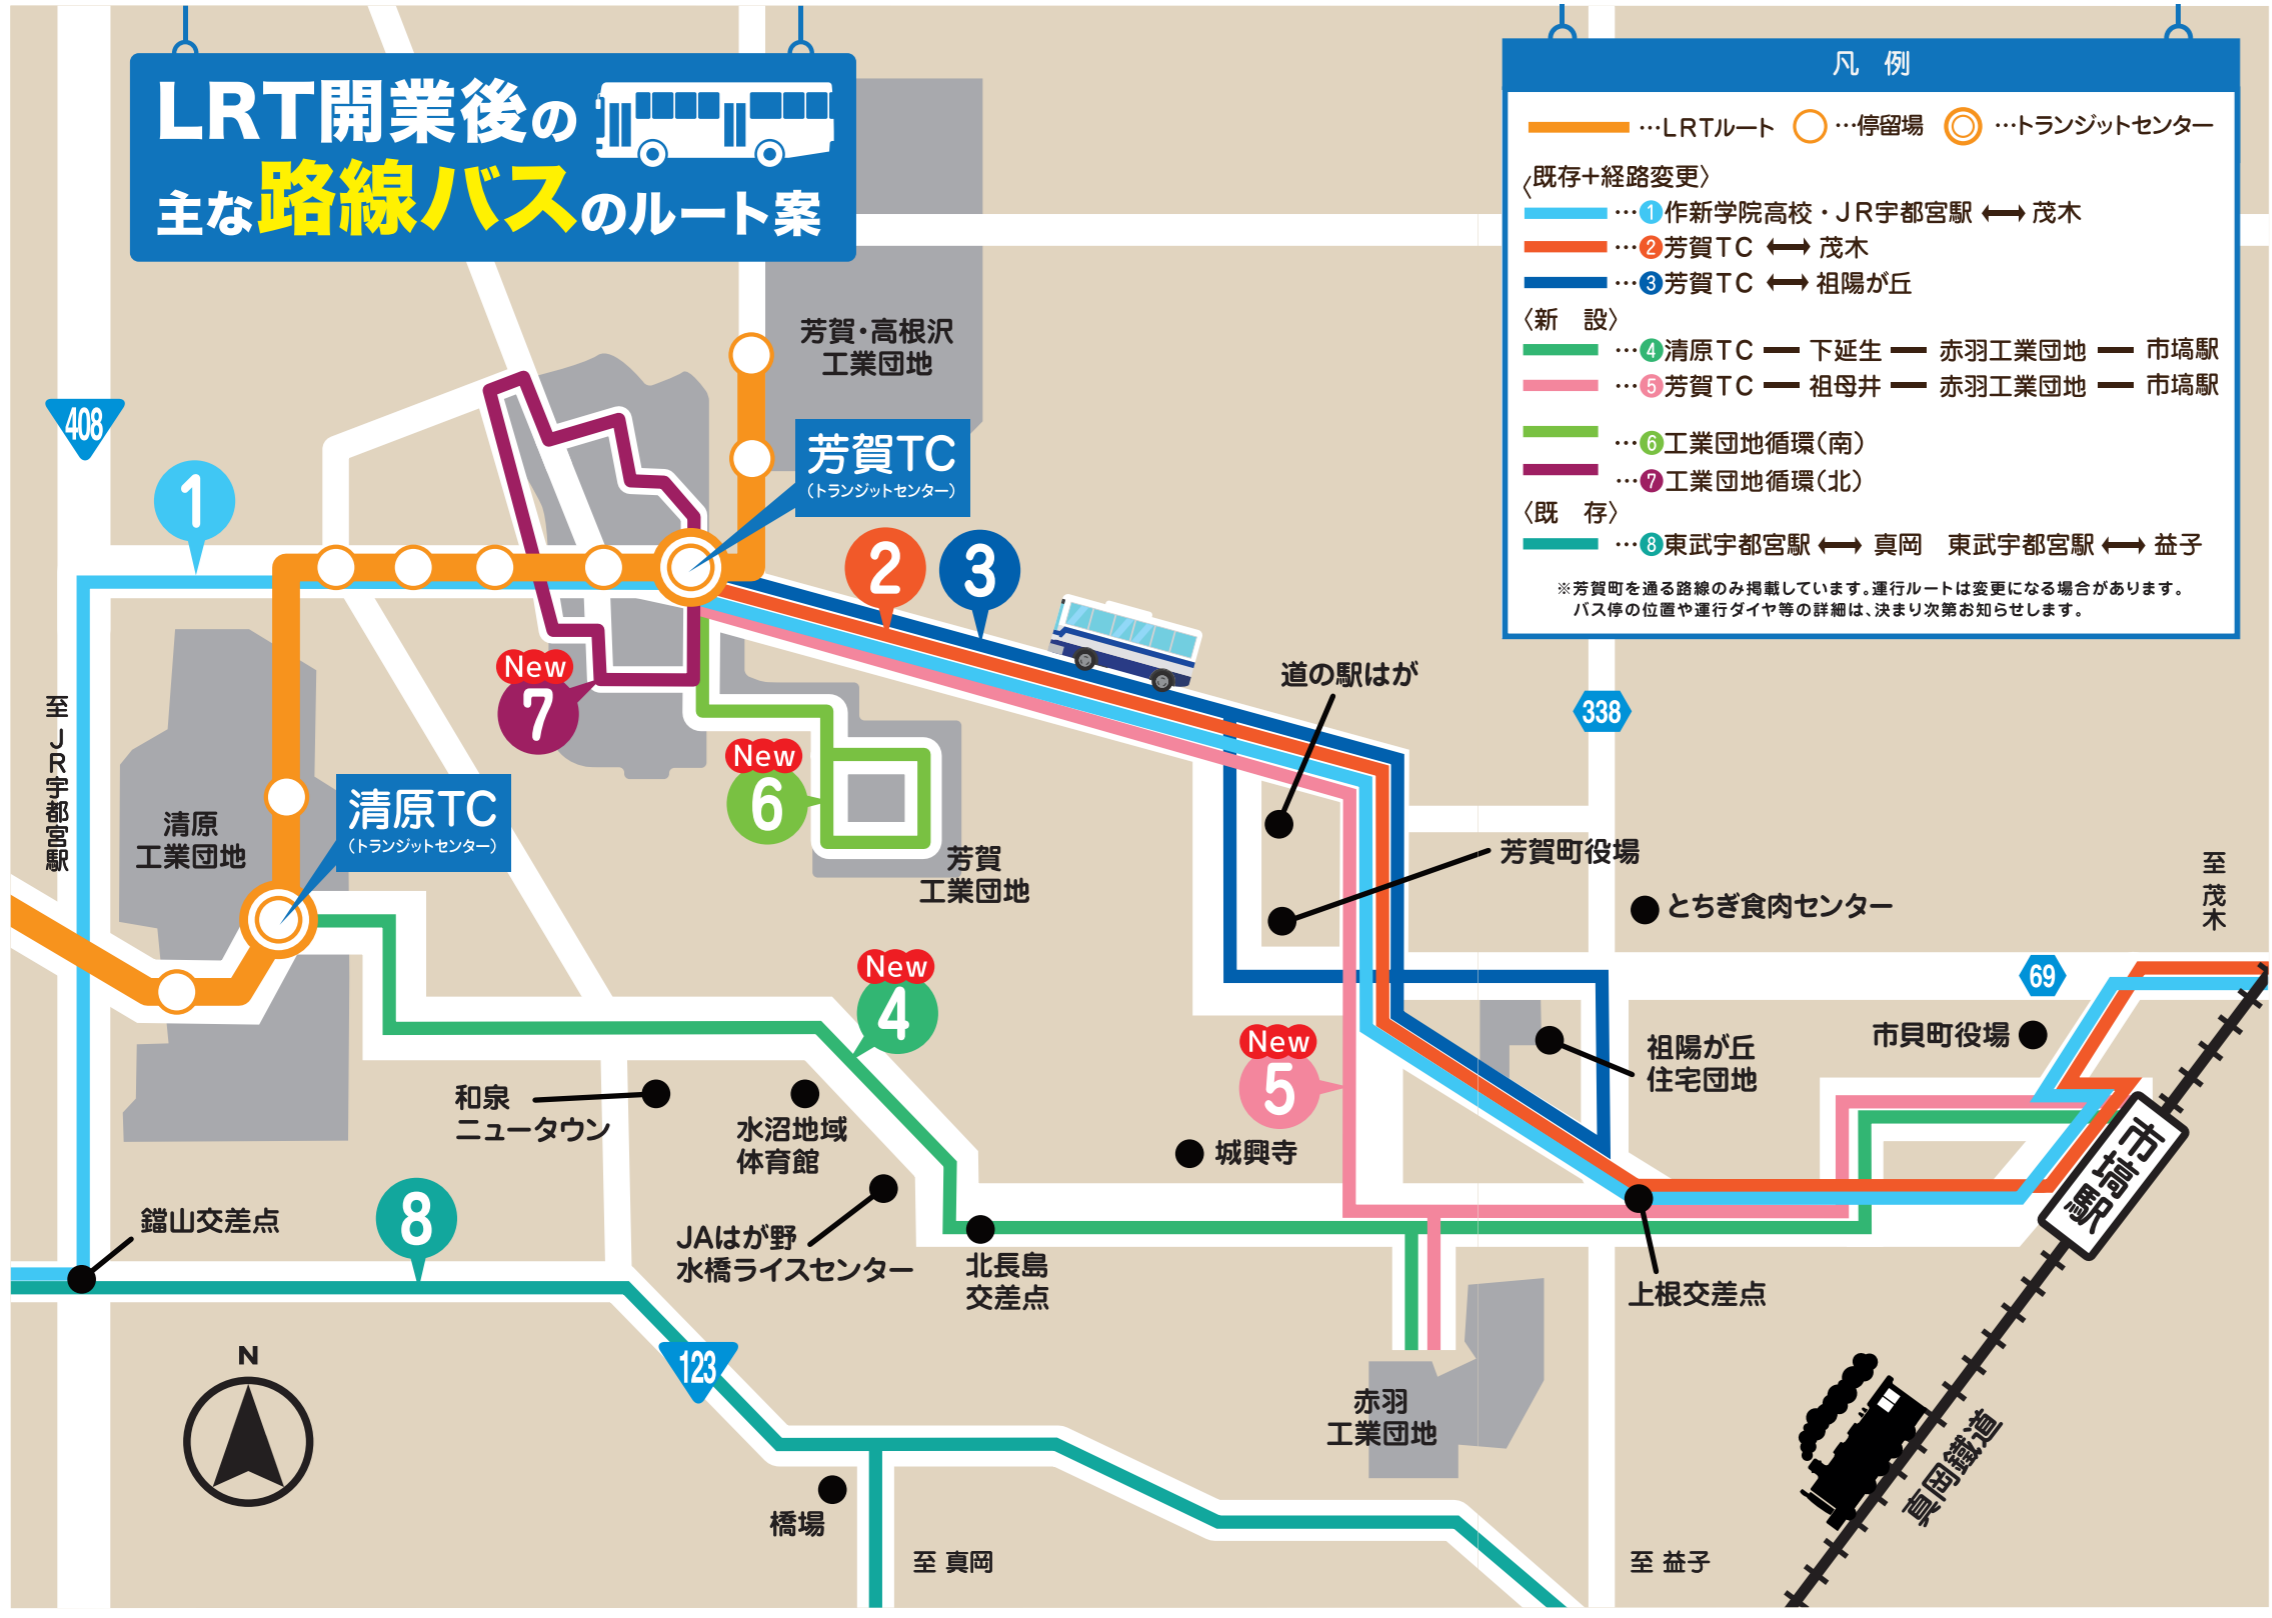 LRT開業後の
主な路線バスのルート案
凡 例
…LRTルート …停留場 …トランジットセンター
〈既存+経路変更〉
…1作新学院高校・JR宇都宮駅 ⟷ 茂木
…2芳賀TC ⟷ 茂木
…3芳賀TC ⟷ 祖陽が丘
〈新 設〉
…4清原TC ー 下延生 ー 赤羽工業団地 ー 市塙駅
…5芳賀TC ー 祖母井 ー 赤羽工業団地 ー 市塙駅
…6工業団地循環(南)
…7工業団地循環(北)
〈既 存〉
…8東武宇都宮駅 ⟷ 真岡 東武宇都宮駅 ⟷ 益子
※芳賀町を通る路線のみ掲載しています。運行ルートは変更になる場合があります。
バス停の位置や運行ダイヤ等の詳細は、決まり次第お知らせします。
芳賀・高根沢
工業団地
408
芳賀TC
(トランジットセンター)
1
2
3
New
7
道の駅はが
338
至 JR宇都宮駅
New
6
清原TC
(トランジットセンター)
清原
工業団地
芳賀
工業団地
芳賀町役場
とちぎ食肉センター
至 茂木
New
4
69
市貝町役場
New
5
祖陽が丘
住宅団地
和泉
ニュータウン
水沼地域
体育館
城興寺
市塙駅
鐺山交差点
8
JAはが野
水橋ライスセンター
北長島
交差点
上根交差点
N
123
赤羽
工業団地
真岡鐵道
橋場
至 真岡
至 益子